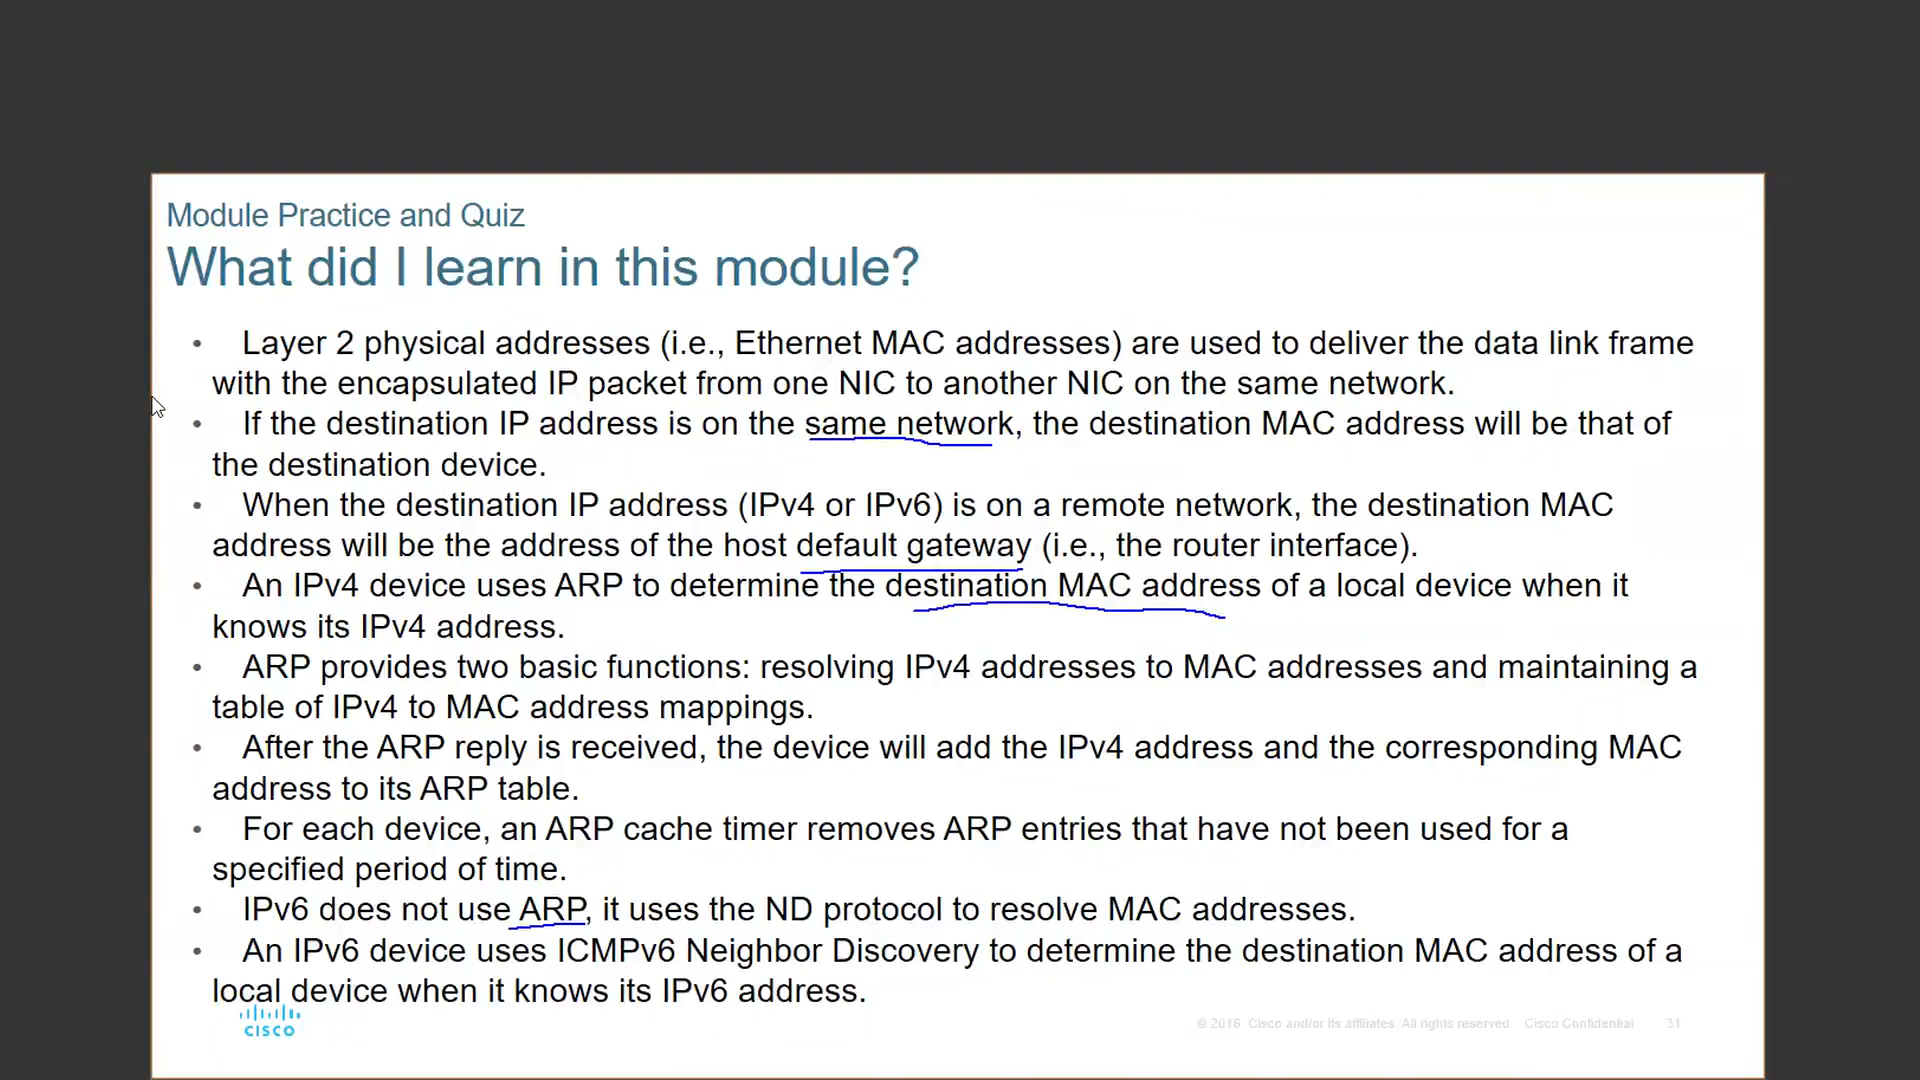 Module Practice and Quiz
What did I learn in this module?
• Layer 2 physical addresses (i.e., Ethernet MAC addresses) are used to deliver the data link frame
with the encapsulated IP packet from one NIC to another NIC on the same network.
• If the destination IP address is on the same network, the destination MAC address will be that of
the destination device.
• When the destination IP address (IPv4 or IPv6) is on a remote network, the destination MAC
address will be the address of the host default gateway (i.e., the router interface).
• An IPv4 device uses ARP to determine the destination MAC address of a local device when it
knows its IPv4 address.
• ARP provides two basic functions: resolving IPv4 addresses to MAC addresses and maintaining a
table of IPv4 to MAC address mappings.
• After the ARP reply is received, the device will add the IPv4 address and the corresponding MAC
address to its ARP table.
• For each device, an ARP cache timer removes ARP entries that have not been used for a
specified period of time.
• IPv6 does not use ARP, it uses the ND protocol to resolve MAC addresses.
• An IPv6 device uses ICMPv6 Neighbor Discovery to determine the destination MAC address of a
local device when it knows its IPv6 address.
CISCO
© 2016 Cisco and/or its affiliates. All rights reserved. Cisco Confidential 31